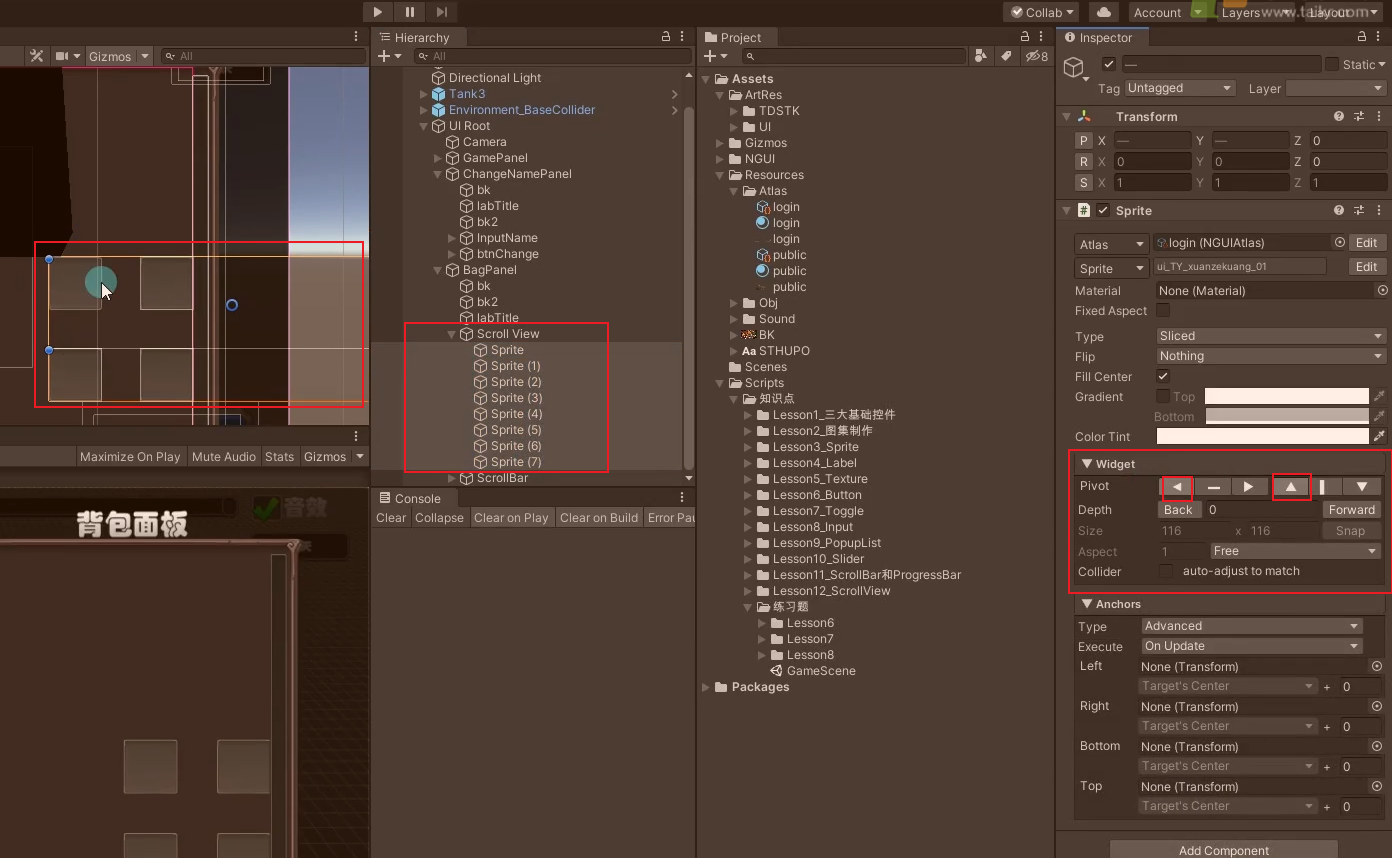 Collab
Account
Layers
Layout
www.taikr.com
Gizmos
All
背包面板
音效
Maximize On Play
Mute Audio
Stats
Gizmos
Hierarchy
All
Directional Light
Tank3
Environment_BaseCollider
UI Root
Camera
GamePanel
ChangeNamePanel
bk
labTitle
bk2
InputName
btnChange
BagPanel
bk
bk2
labTitle
Scroll View
Sprite
Sprite (1)
Sprite (2)
Sprite (3)
Sprite (4)
Sprite (5)
Sprite (6)
Sprite (7)
ScrollBar
Console
Clear
Collapse
Clear on Play
Clear on Build
Error Pau
Project
8
Assets
ArtRes
TDSTK
UI
Gizmos
NGUI
Resources
Atlas
login
login
login
public
public
public
Obj
Sound
BK
Aa STHUPO
Scenes
Scripts
知识点
Lesson1_三大基础控件
Lesson2_图集制作
Lesson3_Sprite
Lesson4_Label
Lesson5_Texture
Lesson6_Button
Lesson7_Toggle
Lesson8_Input
Lesson9_PopupList
Lesson10_Slider
Lesson11_ScrollBar和ProgressBar
Lesson12_ScrollView
练习题
Lesson6
Lesson7
Lesson8
GameScene
Packages
Inspector
— Static
Tag Untagged Layer
Transform
P X — Y — Z 0
R X 0 Y 0 Z 0
S X 1 Y 1 Z 1
# Sprite
Atlas login (NGUIAtlas) Edit
Sprite ui_TY_xuanzekuang_01 Edit
Material None (Material)
Fixed Aspect
Type Sliced
Flip Nothing
Fill Center
Gradient Top
Bottom
Color Tint
Widget
Pivot
Depth Back 0 Forward
Size 116 x 116 Snap
Aspect 1 Free
Collider auto-adjust to match
Anchors
Type Advanced
Execute On Update
Left None (Transform)
Target's Center + 0
Right None (Transform)
Target's Center + 0
Bottom None (Transform)
Target's Center + 0
Top None (Transform)
Target's Center + 0
Add Component